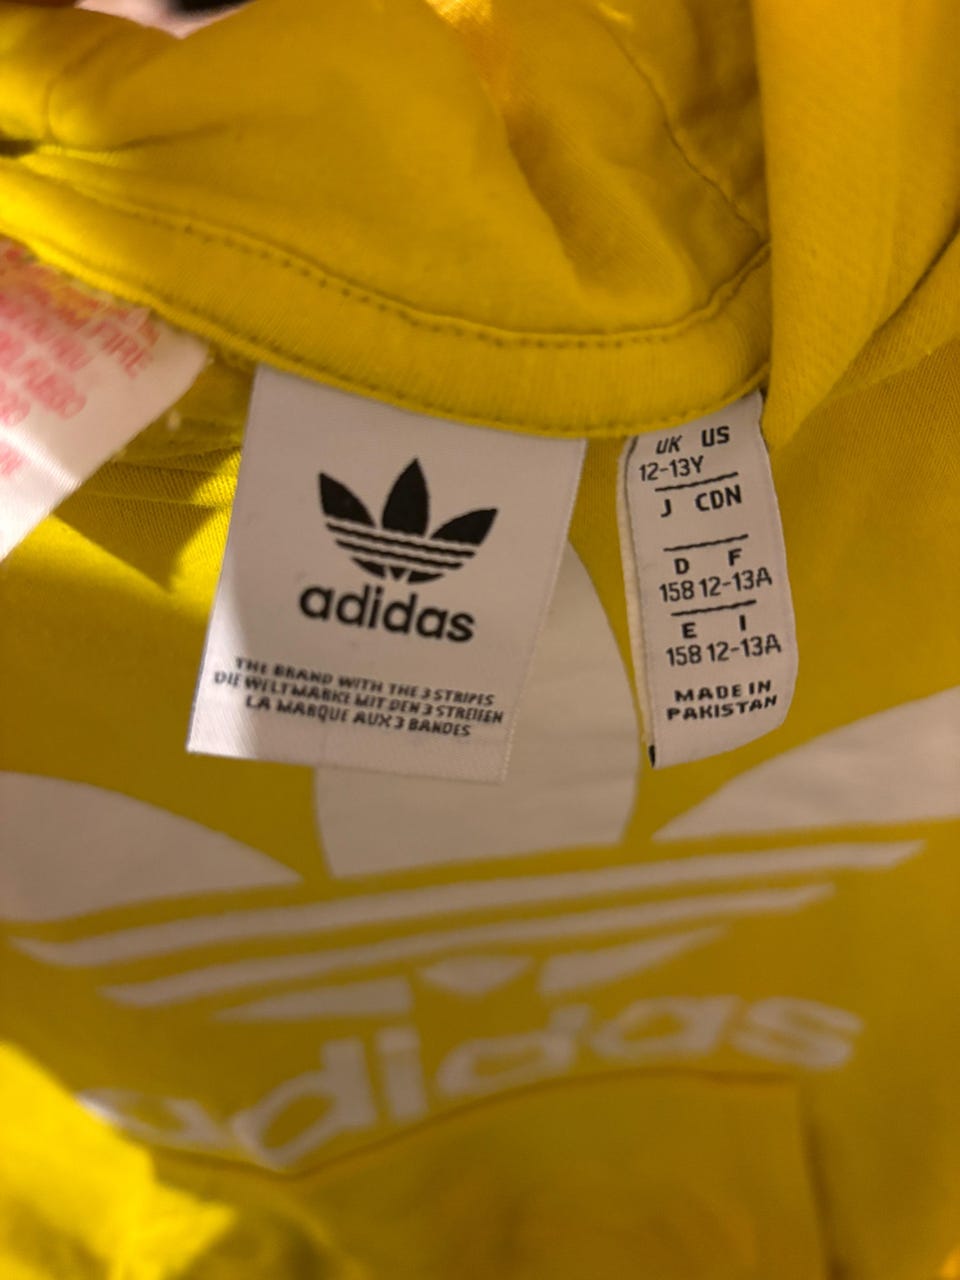 FIRE
adidas
THE BRAND WITH THE 3 STRIPES
DIE WELTMARKE MIT DEN 3 STREIFEN
LA MARQUE AUX 3 BANDES
UK US
12-13Y
J CDN
D F
158 12-13A
E I
158 12-13A
MADE IN
PAKISTAN
adidas